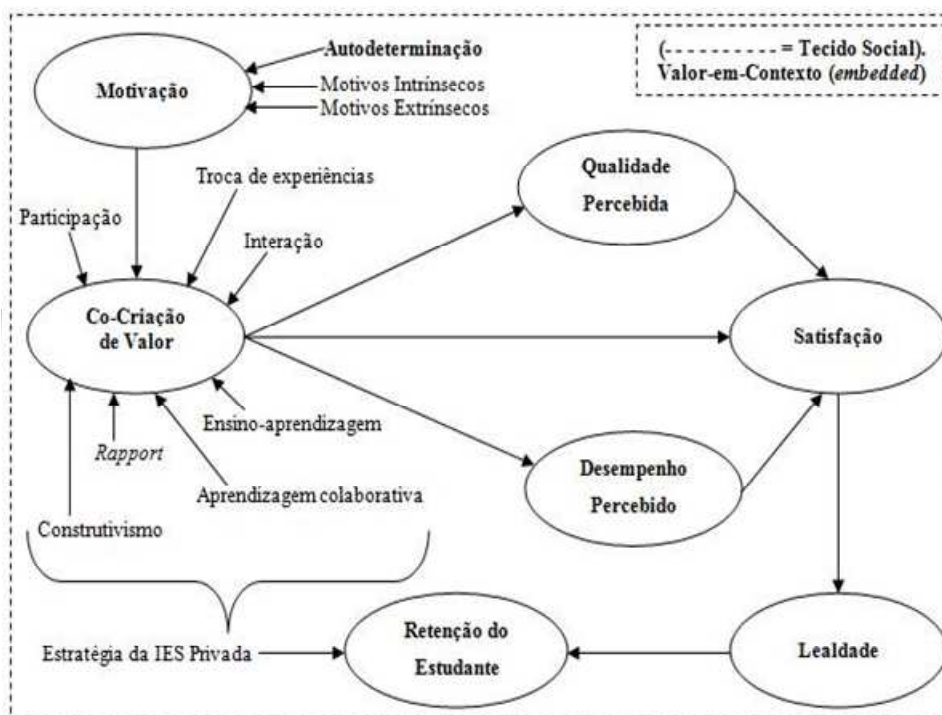 Autodeterminação
Motivos Intrínsecos
Motivos Extrínsecos
Motivação
(- - - - - - - - - - = Tecido Social).
Valor-em-Contexto (embedded)
Troca de experiências
Participação
Interação
Qualidade
Percebida
Co-Criação
de Valor
Satisfação
Ensino-aprendizagem
Rapport
Aprendizagem colaborativa
Construtivismo
Desempenho
Percebido
Estratégia da IES Privada
Retenção do
Estudante
Lealdade